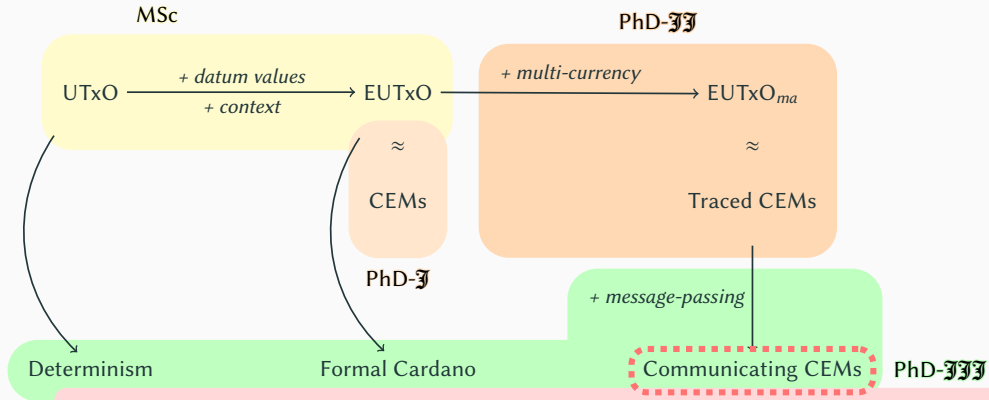 MSc
PhD-ℑℑ
UTxO
+ datum values
+ context
EUTxO
+ multi-currency
EUTxOma
≈
≈
CEMs
Traced CEMs
PhD-ℑ
+ message-passing
Determinism
Formal Cardano
Communicating CEMs
PhD-ℑℑℑ